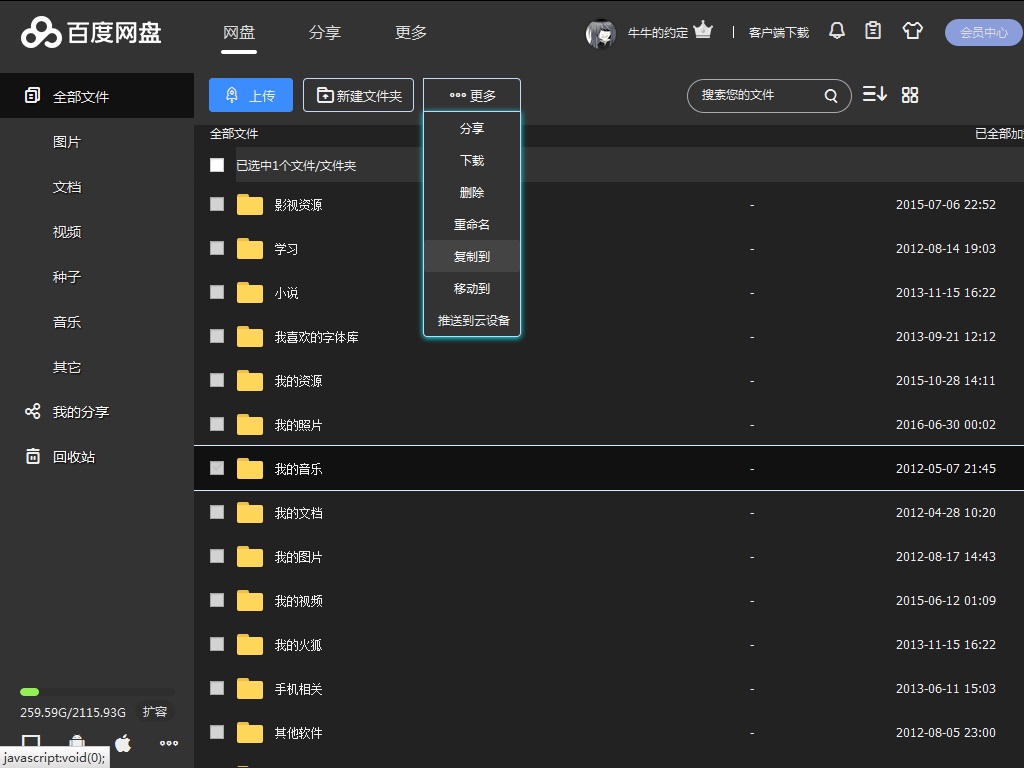 百度网盘 网盘 分享 更多 牛牛的约定 客户端下载 会员中心
全部文件
图片
文档
视频
种子
音乐
其它
我的分享
回收站
259.59G/2115.93G 扩容
javascript:void(0);
上传 新建文件夹 更多 搜索您的文件
分享
下载
删除
重命名
复制到
移动到
推送到云设备
全部文件 已全部加
已选中1个文件/文件夹
影视资源 - 2015-07-06 22:52
学习 - 2012-08-14 19:03
小说 - 2013-11-15 16:22
我喜欢的字体库 - 2013-09-21 12:12
我的资源 - 2015-10-28 14:11
我的照片 - 2016-06-30 00:02
我的音乐 - 2012-05-07 21:45
我的文档 - 2012-04-28 10:20
我的图片 - 2012-08-17 14:43
我的视频 - 2015-06-12 01:09
我的火狐 - 2013-11-15 16:22
手机相关 - 2013-06-11 15:03
其他软件 - 2012-08-05 23:00